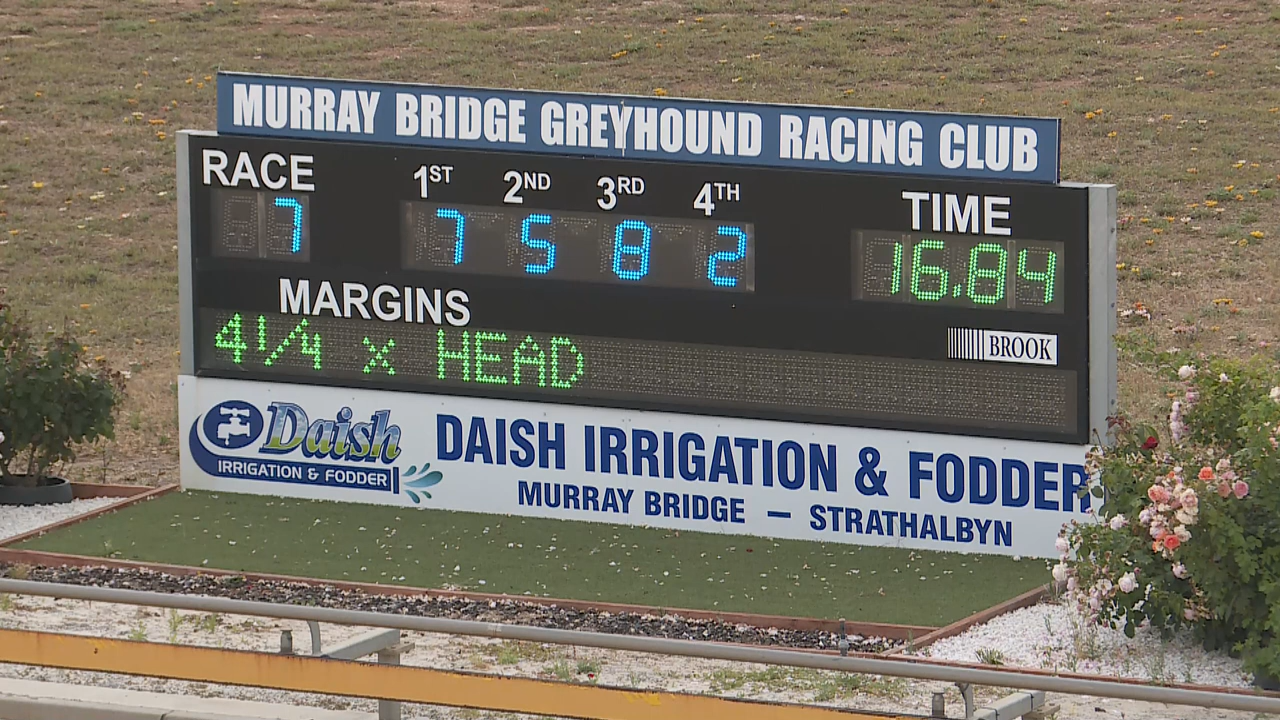 MURRAY BRIDGE GREYHOUND RACING CLUB
RACE 1ST 2ND 3RD 4TH TIME
7 7 5 8 2 16.84
MARGINS
4 1/4 x HEAD
BROOK
Daish
IRRIGATION & FODDER
DAISH IRRIGATION & FODDER
MURRAY BRIDGE – STRATHALBYN